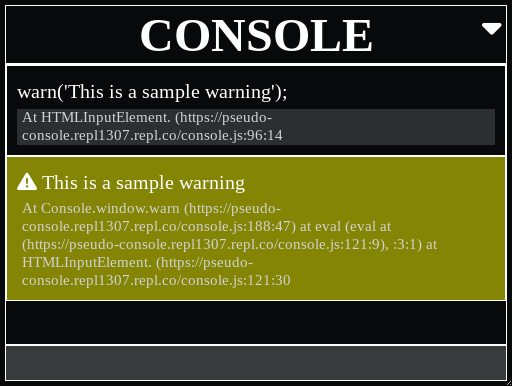 CONSOLE
warn('This is a sample warning');
At HTMLInputElement. (https://pseudo-
console.repl1307.repl.co/console.js:96:14
This is a sample warning
At Console.window.warn (https://pseudo-
console.repl1307.repl.co/console.js:188:47) at eval (eval at
(https://pseudo-console.repl1307.repl.co/console.js:121:9), :3:1) at
HTMLInputElement. (https://pseudo-
console.repl1307.repl.co/console.js:121:30